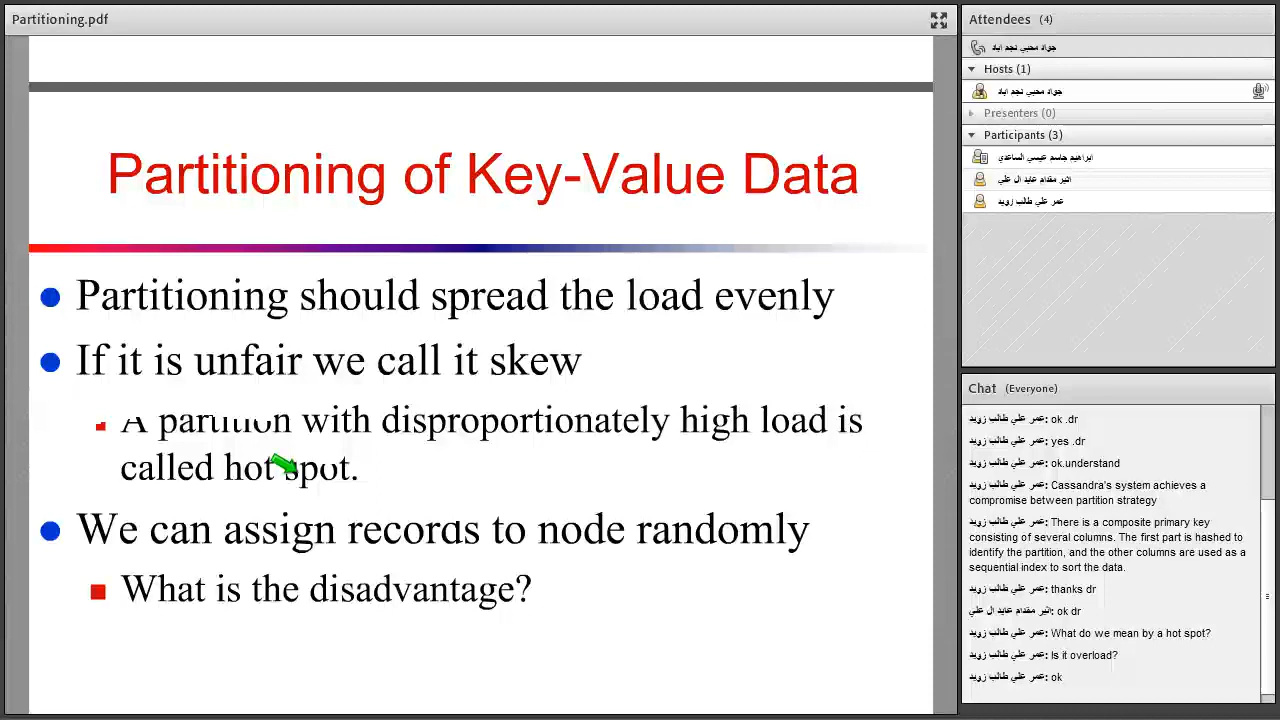 Partitioning.pdf
Partitioning of Key-Value Data
Partitioning should spread the load evenly
If it is unfair we call it skew
A partition with disproportionately high load is
called hot spot.
We can assign records to node randomly
What is the disadvantage?
Attendees (4)
جواد محبي نجم اباد
Hosts (1)
جواد محبي نجم اباد
Presenters (0)
Participants (3)
ابراهيم جاسم عيسي الساعدي
اثير مقدام عابد ال علي
عمر علي طالب زويد
Chat (Everyone)
عمر علي طالب زويد: ok .dr
عمر علي طالب زويد: yes .dr
عمر علي طالب زويد: ok.understand
عمر علي طالب زويد: Cassandra's system achieves a
compromise between partition strategy
عمر علي طالب زويد: There is a composite primary key
consisting of several columns. The first part is hashed to
identify the partition, and the other columns are used as a
sequential index to sort the data.
عمر علي طالب زويد: thanks dr
اثير مقدام عابد ال علي: ok dr
عمر علي طالب زويد: What do we mean by a hot spot?
عمر علي طالب زويد: Is it overload?
عمر علي طالب زويد: ok